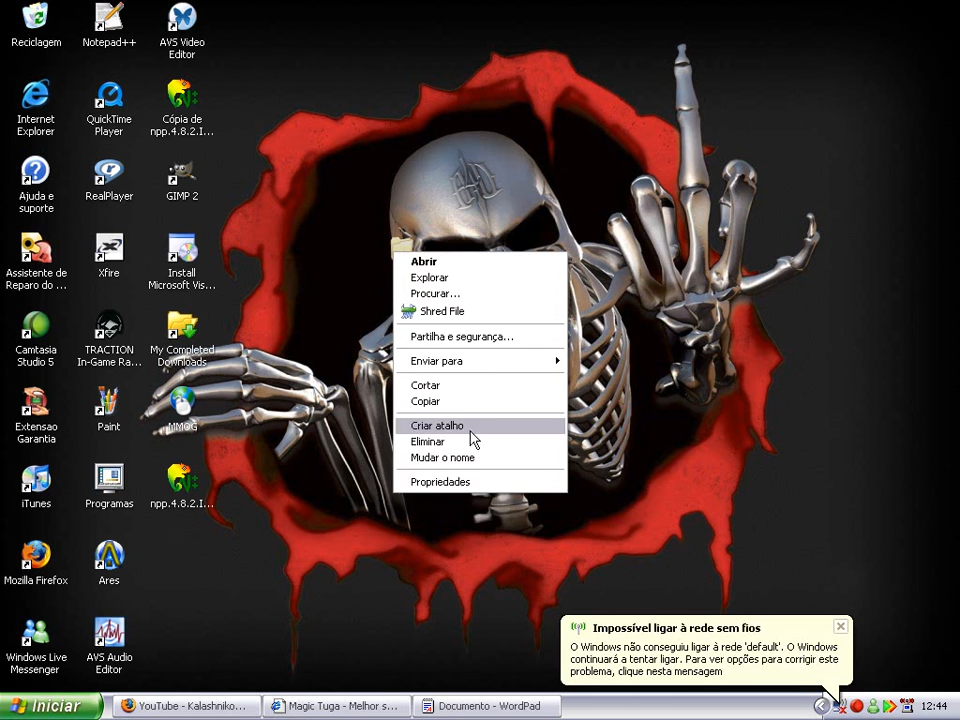 Reciclagem
Notepad++
AVS Video
Editor
Internet
Explorer
QuickTime
Player
Cópia de
npp.4.8.2.I...
Ajuda e
suporte
RealPlayer
GIMP 2
Assistente de
Reparo do ...
Xfire
Install
Microsoft Vis...
Camtasia
Studio 5
TRACTION
In-Game Ra...
My Completed
Downloads
Extensao
Garantia
Paint
MMOG
iTunes
Programas
npp.4.8.2.I...
Mozilla Firefox
Ares
Windows Live
Messenger
AVS Audio
Editor
Abrir
Explorar
Procurar...
Shred File
Partilha e segurança...
Enviar para
Cortar
Copiar
Criar atalho
Eliminar
Mudar o nome
Propriedades
Impossível ligar à rede sem fios
O Windows não conseguiu ligar à rede 'default'. O Windows
continuará a tentar ligar. Para ver opções para corrigir este
problema, clique nesta mensagem
Iniciar
YouTube - Kalashniko...
Magic Tuga - Melhor s...
Documento - WordPad
12:44